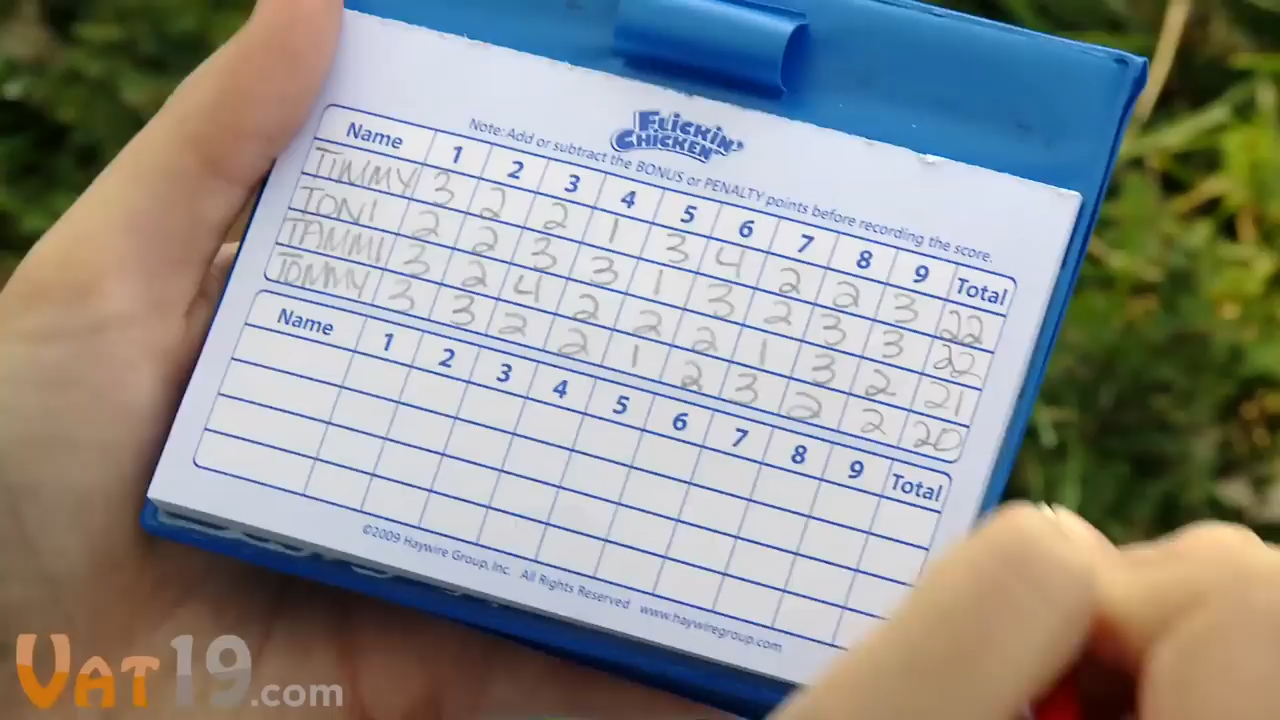 FLICKIN' CHICKEN
Note: Add or subtract the BONUS or PENALTY points before recording the score.
Name 1 2 3 4 5 6 7 8 9 Total
TIMMY 3 2 2 1 3 4 2 2 3 22
TONI 2 2 3 3 1 3 2 3 3 22
TAMMI 3 2 4 2 2 2 1 3 2 21
TOMMY 3 3 2 2 1 2 3 2 2 20
Name 1 2 3 4 5 6 7 8 9 Total
©2009 Haywire Group, Inc. All Rights Reserved www.haywiregroup.com
VAT19.com